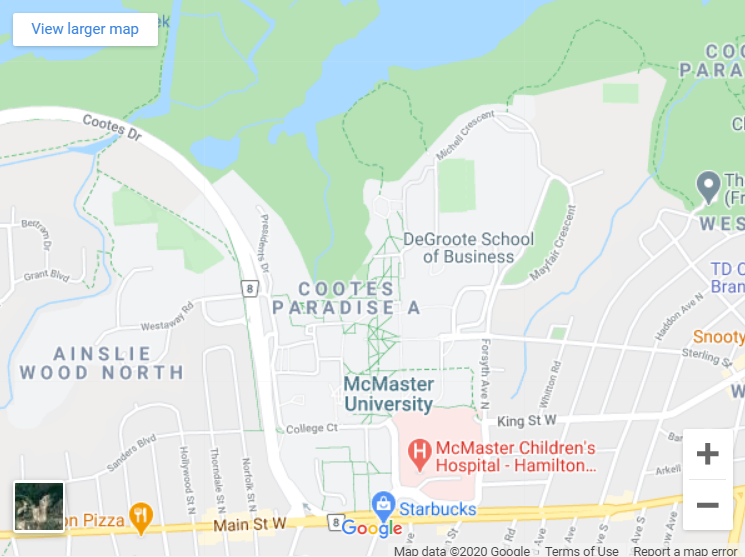 View larger map
ek
COO
PARA
Cootes Dr
Michell Crescent
Th
(Fr
WES
Bertram Dr
Presidents Dr
DeGroote School
of Business
Mayfair Crescent
TD C
Bran
Grant Blvd
8
COOTES
PARADISE A
Haddon Ave N
Westaway Rd
Snooty
AINSLIE
WOOD NORTH
Forsyth Ave N
Sterling St
Whitton Rd
McMaster
University
W
College Ct
King St W
Sanders Blvd
Hollywood St N
Thorndale St N
Norfolk St N
H
McMaster Children's
Hospital - Hamilton...
Arkell
+
−
on Pizza
Main St W
8
Starbucks
Google
Rd
Ave S
Map data ©2020 Google
Terms of Use
Report a map error